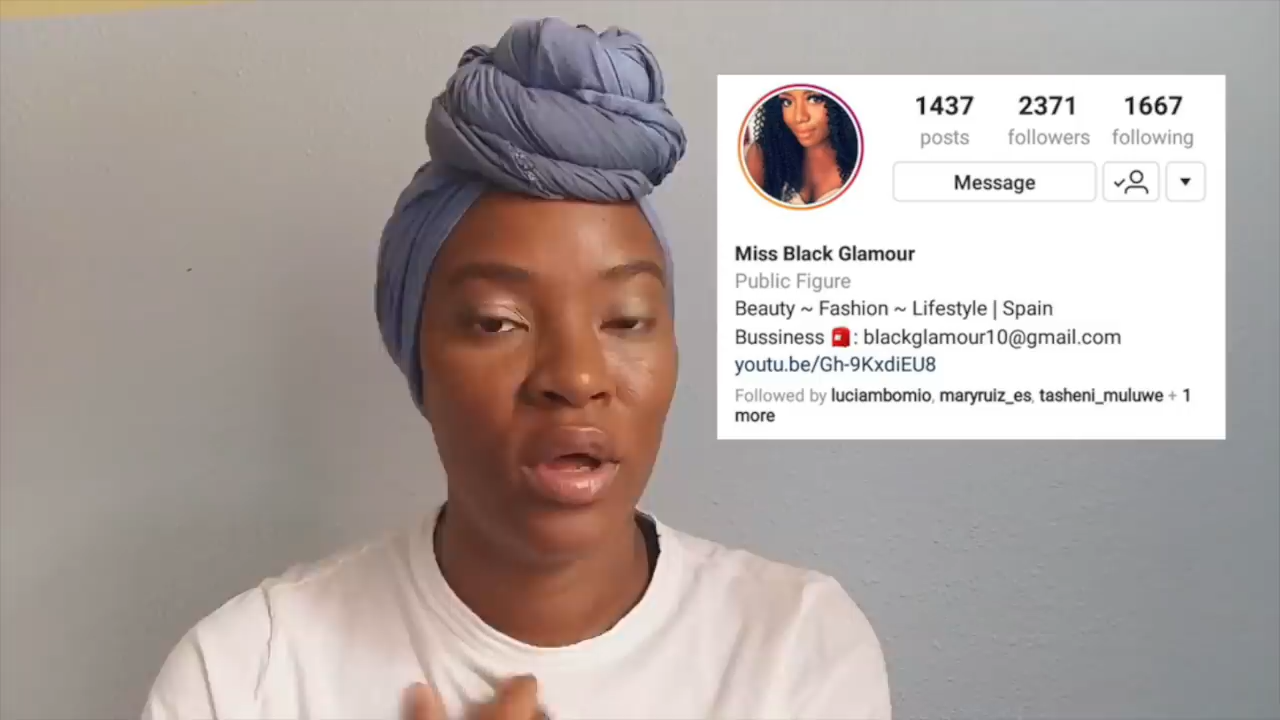 1437 2371 1667
posts followers following
Message
Miss Black Glamour
Public Figure
Beauty ~ Fashion ~ Lifestyle | Spain
Bussiness : blackglamour10@gmail.com
youtu.be/Gh-9KxdiEU8
Followed by luciambomio, maryruiz_es, tasheni_muluwe + 1
more